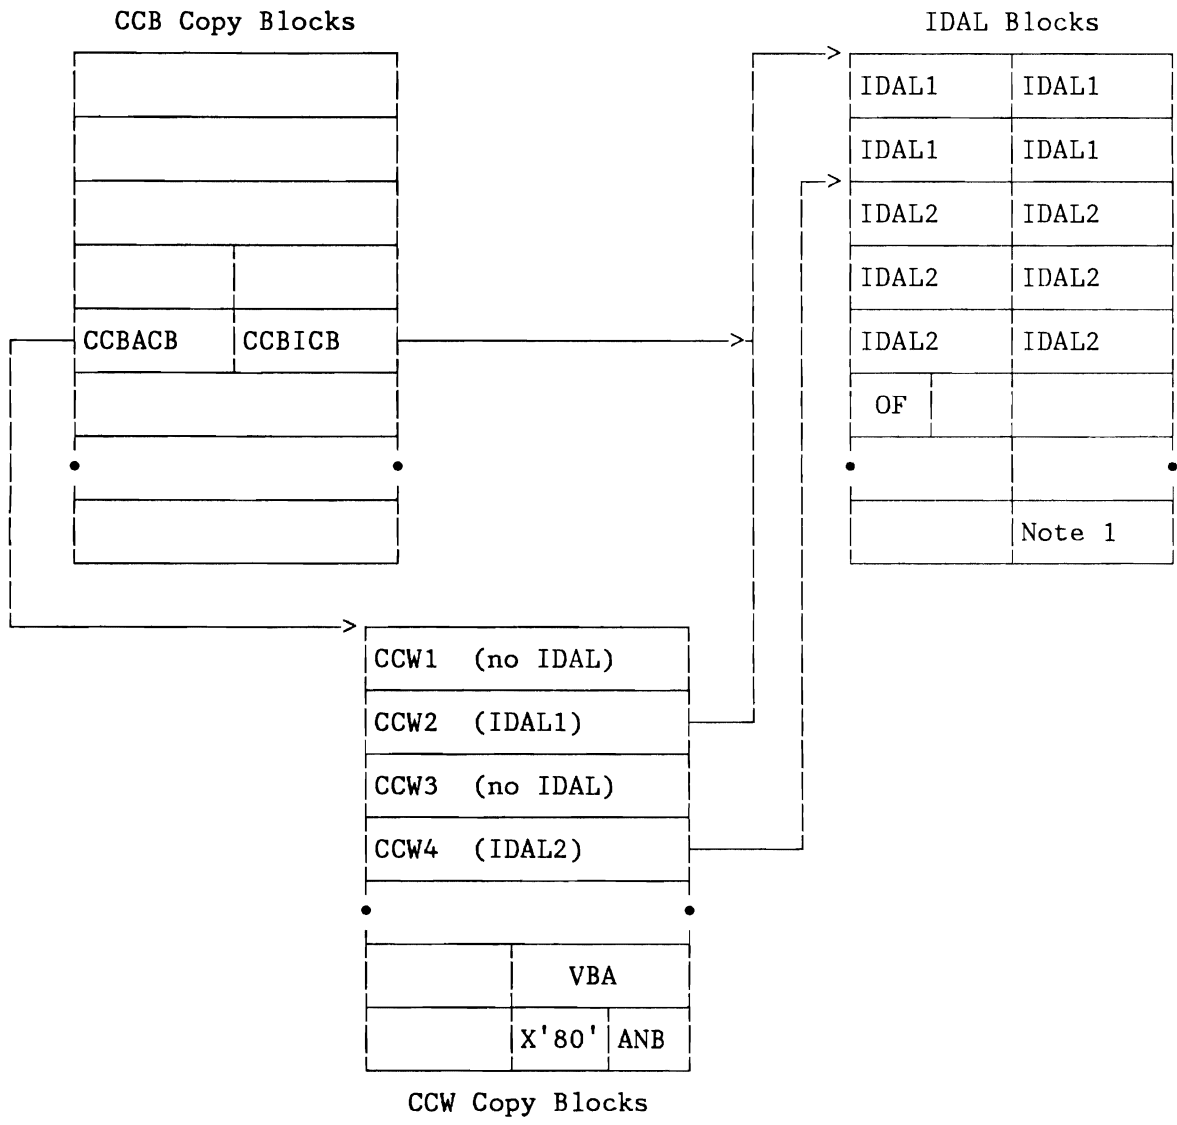 CCB Copy Blocks
IDAL Blocks
IDAL1 IDAL1
IDAL1 IDAL1
IDAL2 IDAL2
IDAL2 IDAL2
CCBACB CCBICB
IDAL2 IDAL2
OF
Note 1
CCW1 (no IDAL)
CCW2 (IDAL1)
CCW3 (no IDAL)
CCW4 (IDAL2)
VBA
X'80' ANB
CCW Copy Blocks